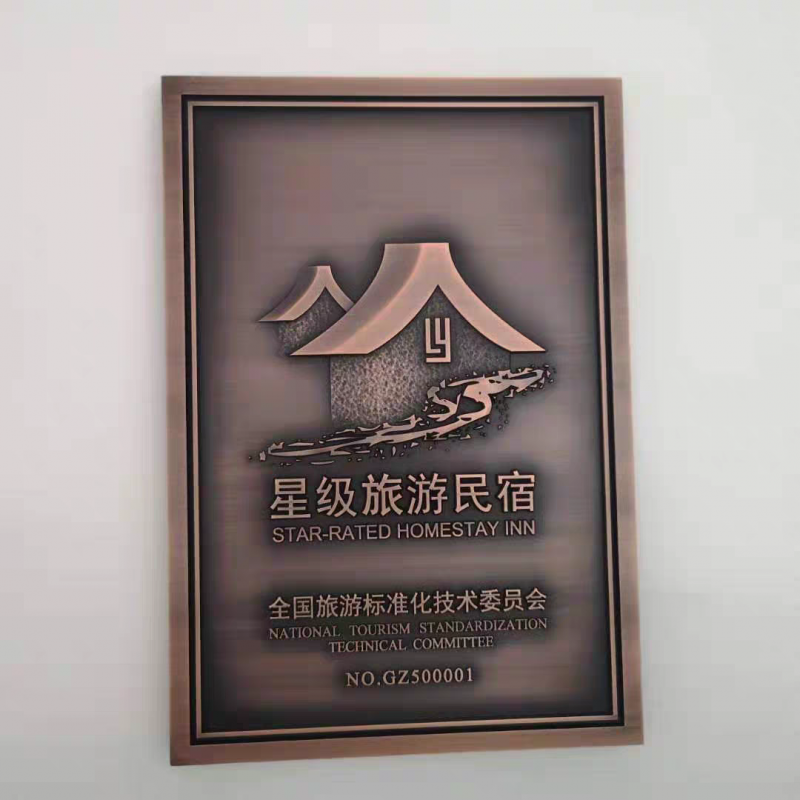 星级旅游民宿
STAR-RATED HOMESTAY INN
全国旅游标准化技术委员会
NATIONAL TOURISM STANDARDIZATION
TECHNICAL COMMITTEE
NO.GZ500001